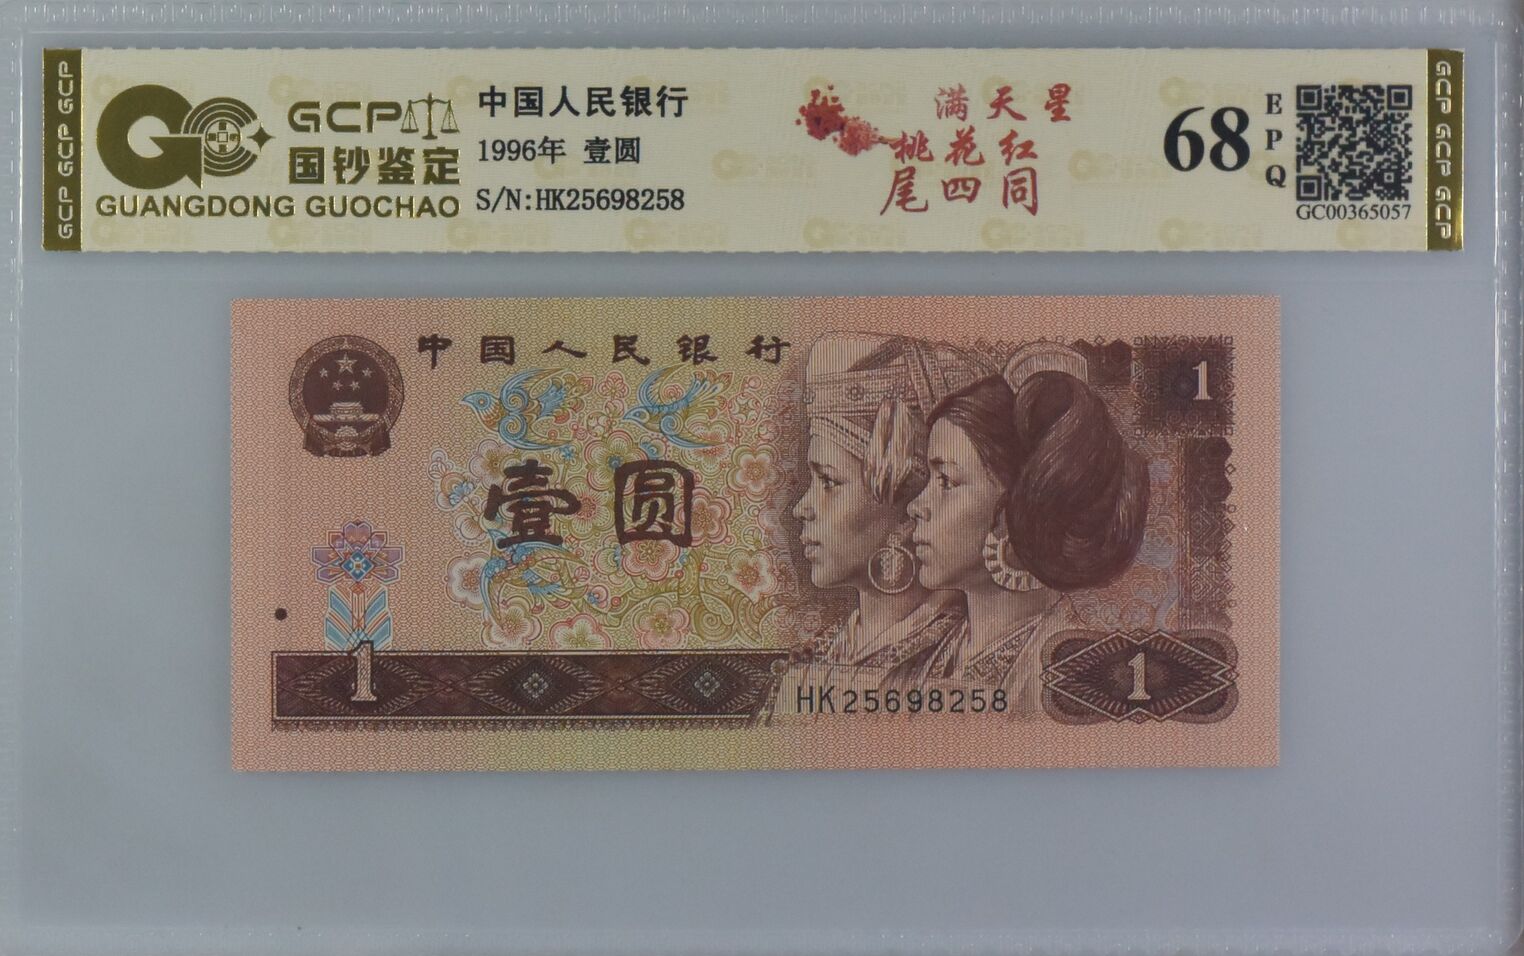 GCP GCP GCP
GCP
国钞鉴定
GUANGDONG GUOCHAO
中国人民银行
1996年 壹圆
S/N:HK25698258
满天星
桃花红
尾四同
68
EPQ
GC00365057
GCP GCP GCP
中国人民银行
1
壹圆
1
HK25698258
1